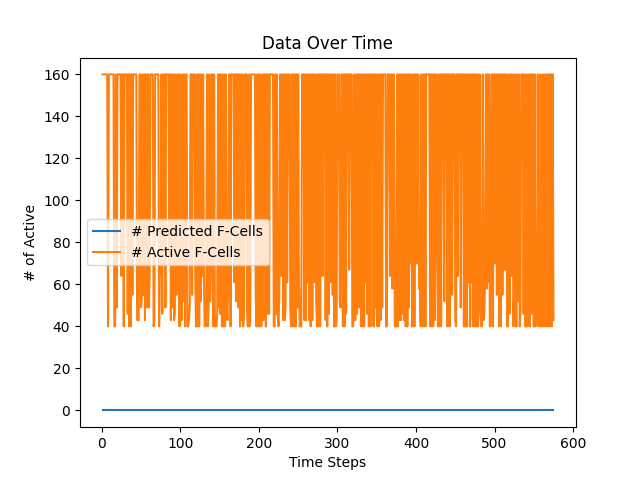 Data Over Time
160
140
120
100
80
60
40
20
0
# of Active
# Predicted F-Cells
# Active F-Cells
0 100 200 300 400 500 600
Time Steps